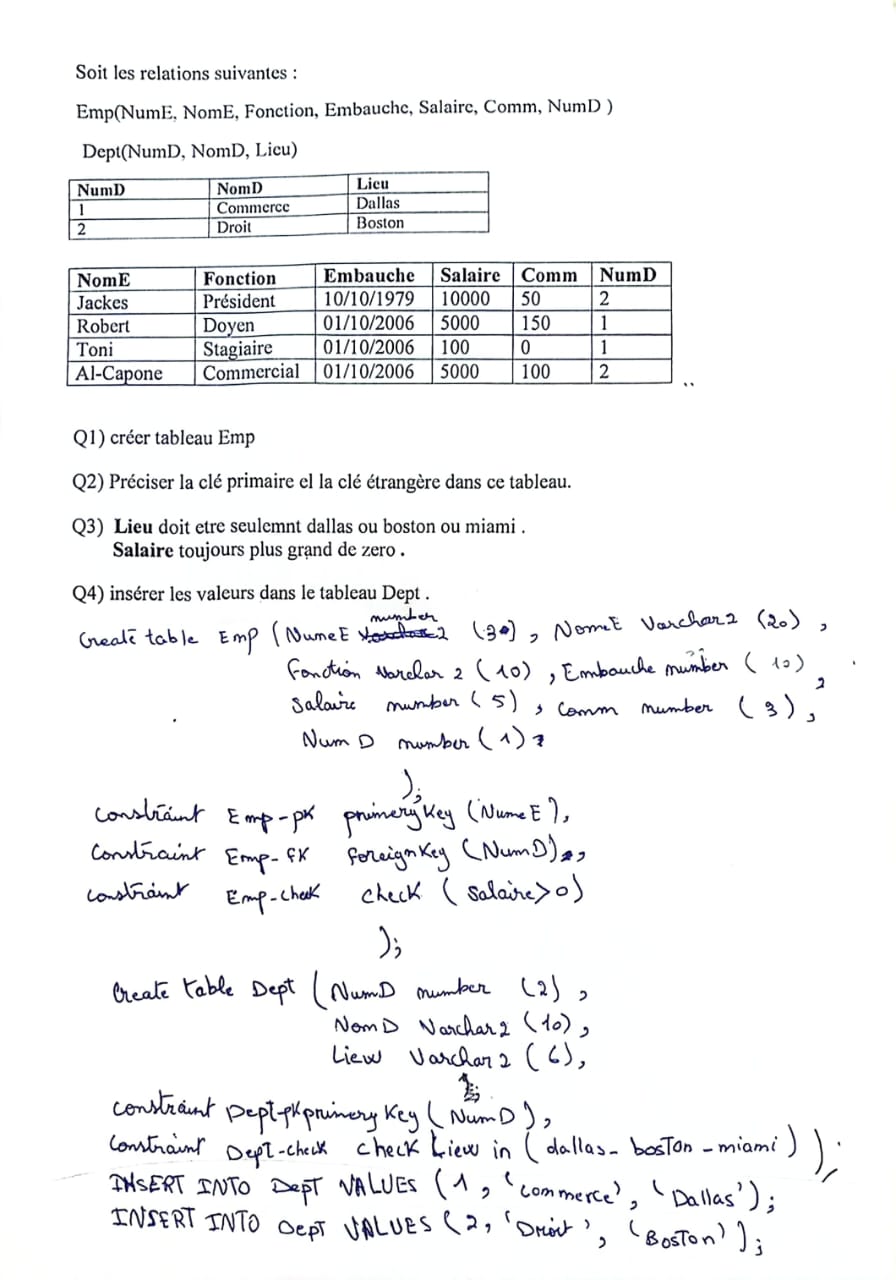 Soit les relations suivantes :
Emp(NumE, NomE, Fonction, Embauche, Salaire, Comm, NumD )
Dept(NumD, NomD, Lieu)
NumD NomD Lieu
1 Commerce Dallas
2 Droit Boston
NomE Fonction Embauche Salaire Comm NumD
Jackes Président 10/10/1979 10000 50 2
Robert Doyen 01/10/2006 5000 150 1
Toni Stagiaire 01/10/2006 100 0 1
Al-Capone Commercial 01/10/2006 5000 100 2
Q1) créer tableau Emp
Q2) Préciser la clé primaire el la clé étrangère dans ce tableau.
Q3) Lieu doit etre seulemnt dallas ou boston ou miami .
Salaire toujours plus grand de zero .
Q4) insérer les valeurs dans le tableau Dept .
number
Create table Emp (NumeE 2 (30) , NomeE Varchar2 (20) ,
Fonction Varchar 2 (10) , Embauche number (10) ,
Salaire number (5) , Comm number (3) ,
Num D number (1) ,
);
constraint Emp-pk primery Key (NumeE),
Constraint Emp-fK foreignKey (NumD) ,
constraint Emp-check check ( Salaire>0)
);
Create table Dept (NumD number (2) ,
NomD Varchar2 (10) ,
Liew Varchar2 (6),
constraint Dept-pK primery Key ( NumD ) ,
Constraint Dept-check check Liew in ( dallas- bosTon -miami ) );
INSERT INTO DepT VALUES (1 , 'Commerce' , 'Dallas');
INSERT INTO DepT VALUES (2, 'Droit' , 'BosTon' );